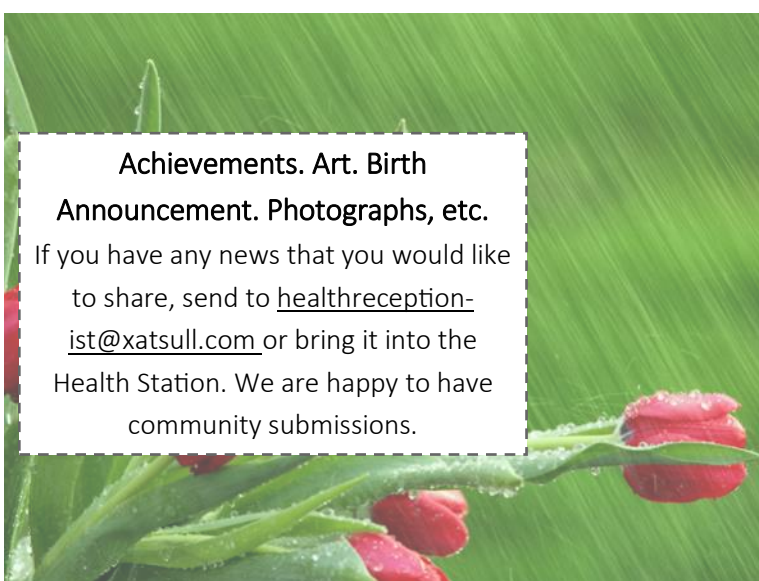 Achievements. Art. Birth
Announcement. Photographs, etc.
If you have any news that you would like
to share, send to healthreception-
ist@xatsull.com or bring it into the
Health Station. We are happy to have
community submissions.